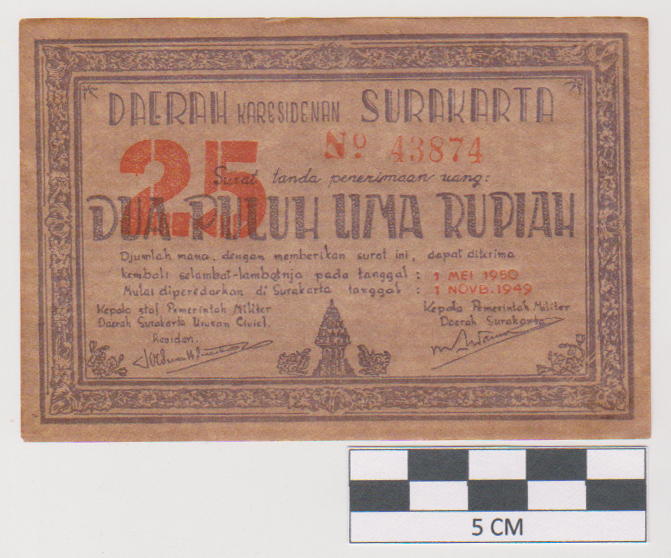 DAERAH KARESIDENAN SURAKARTA
25
Nº 43874
Surat tanda penerimaan uang:
DUA PULUH LIMA RUPIAH
Djumlah mana, dengan memberikan surat ini, dapat diterima
kembali selambat-lambatnja pada tanggal : 1 MEI 1950
Mulai diperedarkan di Surakarta tanggal : 1 NOVB. 1949
Kepala staf Pemerintah Militer
Daerah Surakarta Urusan Civiel.
Residen.
Kepala Pemerintah Militer
Daerah Surakarta
5 CM